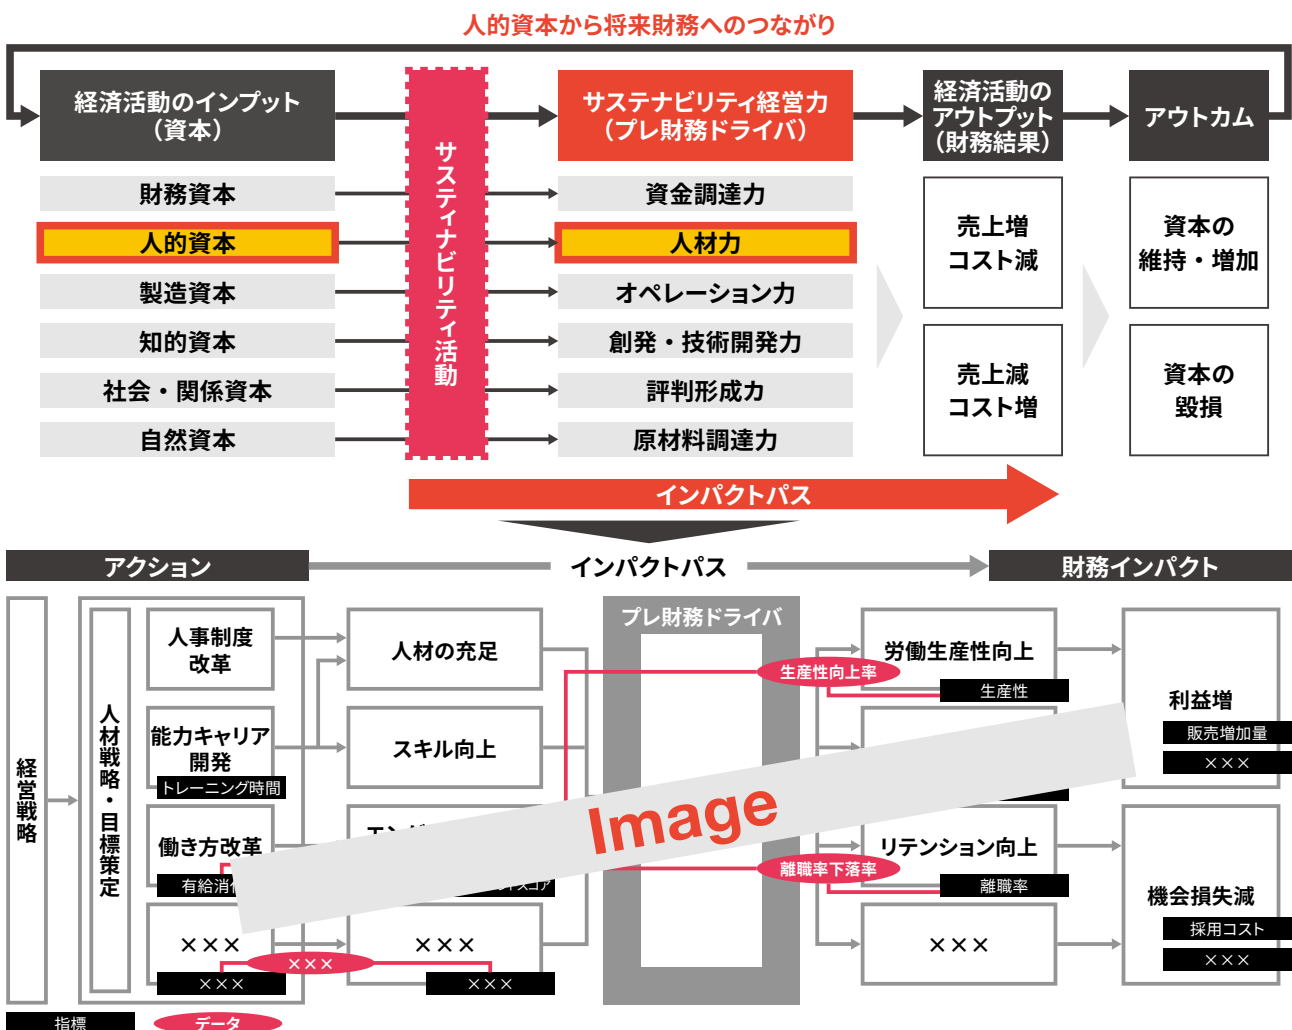 人的資本から将来財務へのつながり
経済活動のインプット
（資本）
サスティナビリティ活動
サステナビリティ経営力
（プレ財務ドライバ）
経済活動の
アウトプット
（財務結果）
アウトカム
財務資本
資金調達力
人的資本
人材力
製造資本
オペレーション力
知的資本
創発・技術開発力
社会・関係資本
評判形成力
自然資本
原材料調達力
売上増
コスト減
資本の
維持・増加
売上減
コスト増
資本の
毀損
インパクトパス
アクション
インパクトパス
財務インパクト
経営戦略
人材戦略・目標策定
人事制度
改革
人材の充足
プレ財務ドライバ
生産性向上率
労働生産性向上
生産性
能力キャリア
開発
トレーニング時間
スキル向上
利益増
販売増加量
×××
Image
働き方改革
有給消
スコア
離職率下落率
リテンション向上
離職率
×××
×××
×××
×××
×××
×××
機会損失減
採用コスト
×××
指標
データ